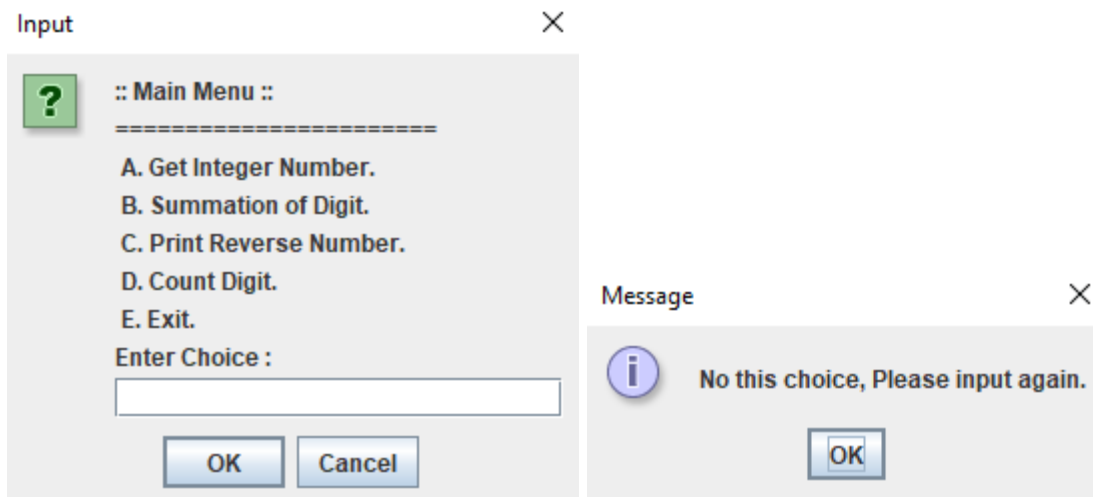 Input
?
:: Main Menu ::
=======================
A. Get Integer Number.
B. Summation of Digit.
C. Print Reverse Number.
D. Count Digit.
E. Exit.
Enter Choice :
OK Cancel
Message
i
No this choice, Please input again.
OK